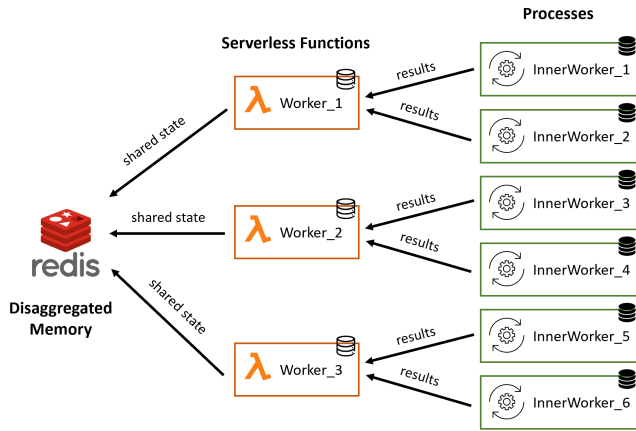 Processes
Serverless Functions
results
InnerWorker_1
Worker_1
results
InnerWorker_2
shared state
results
InnerWorker_3
shared state
Worker_2
results
InnerWorker_4
redis
Disaggregated
Memory
shared state
results
InnerWorker_5
Worker_3
results
InnerWorker_6